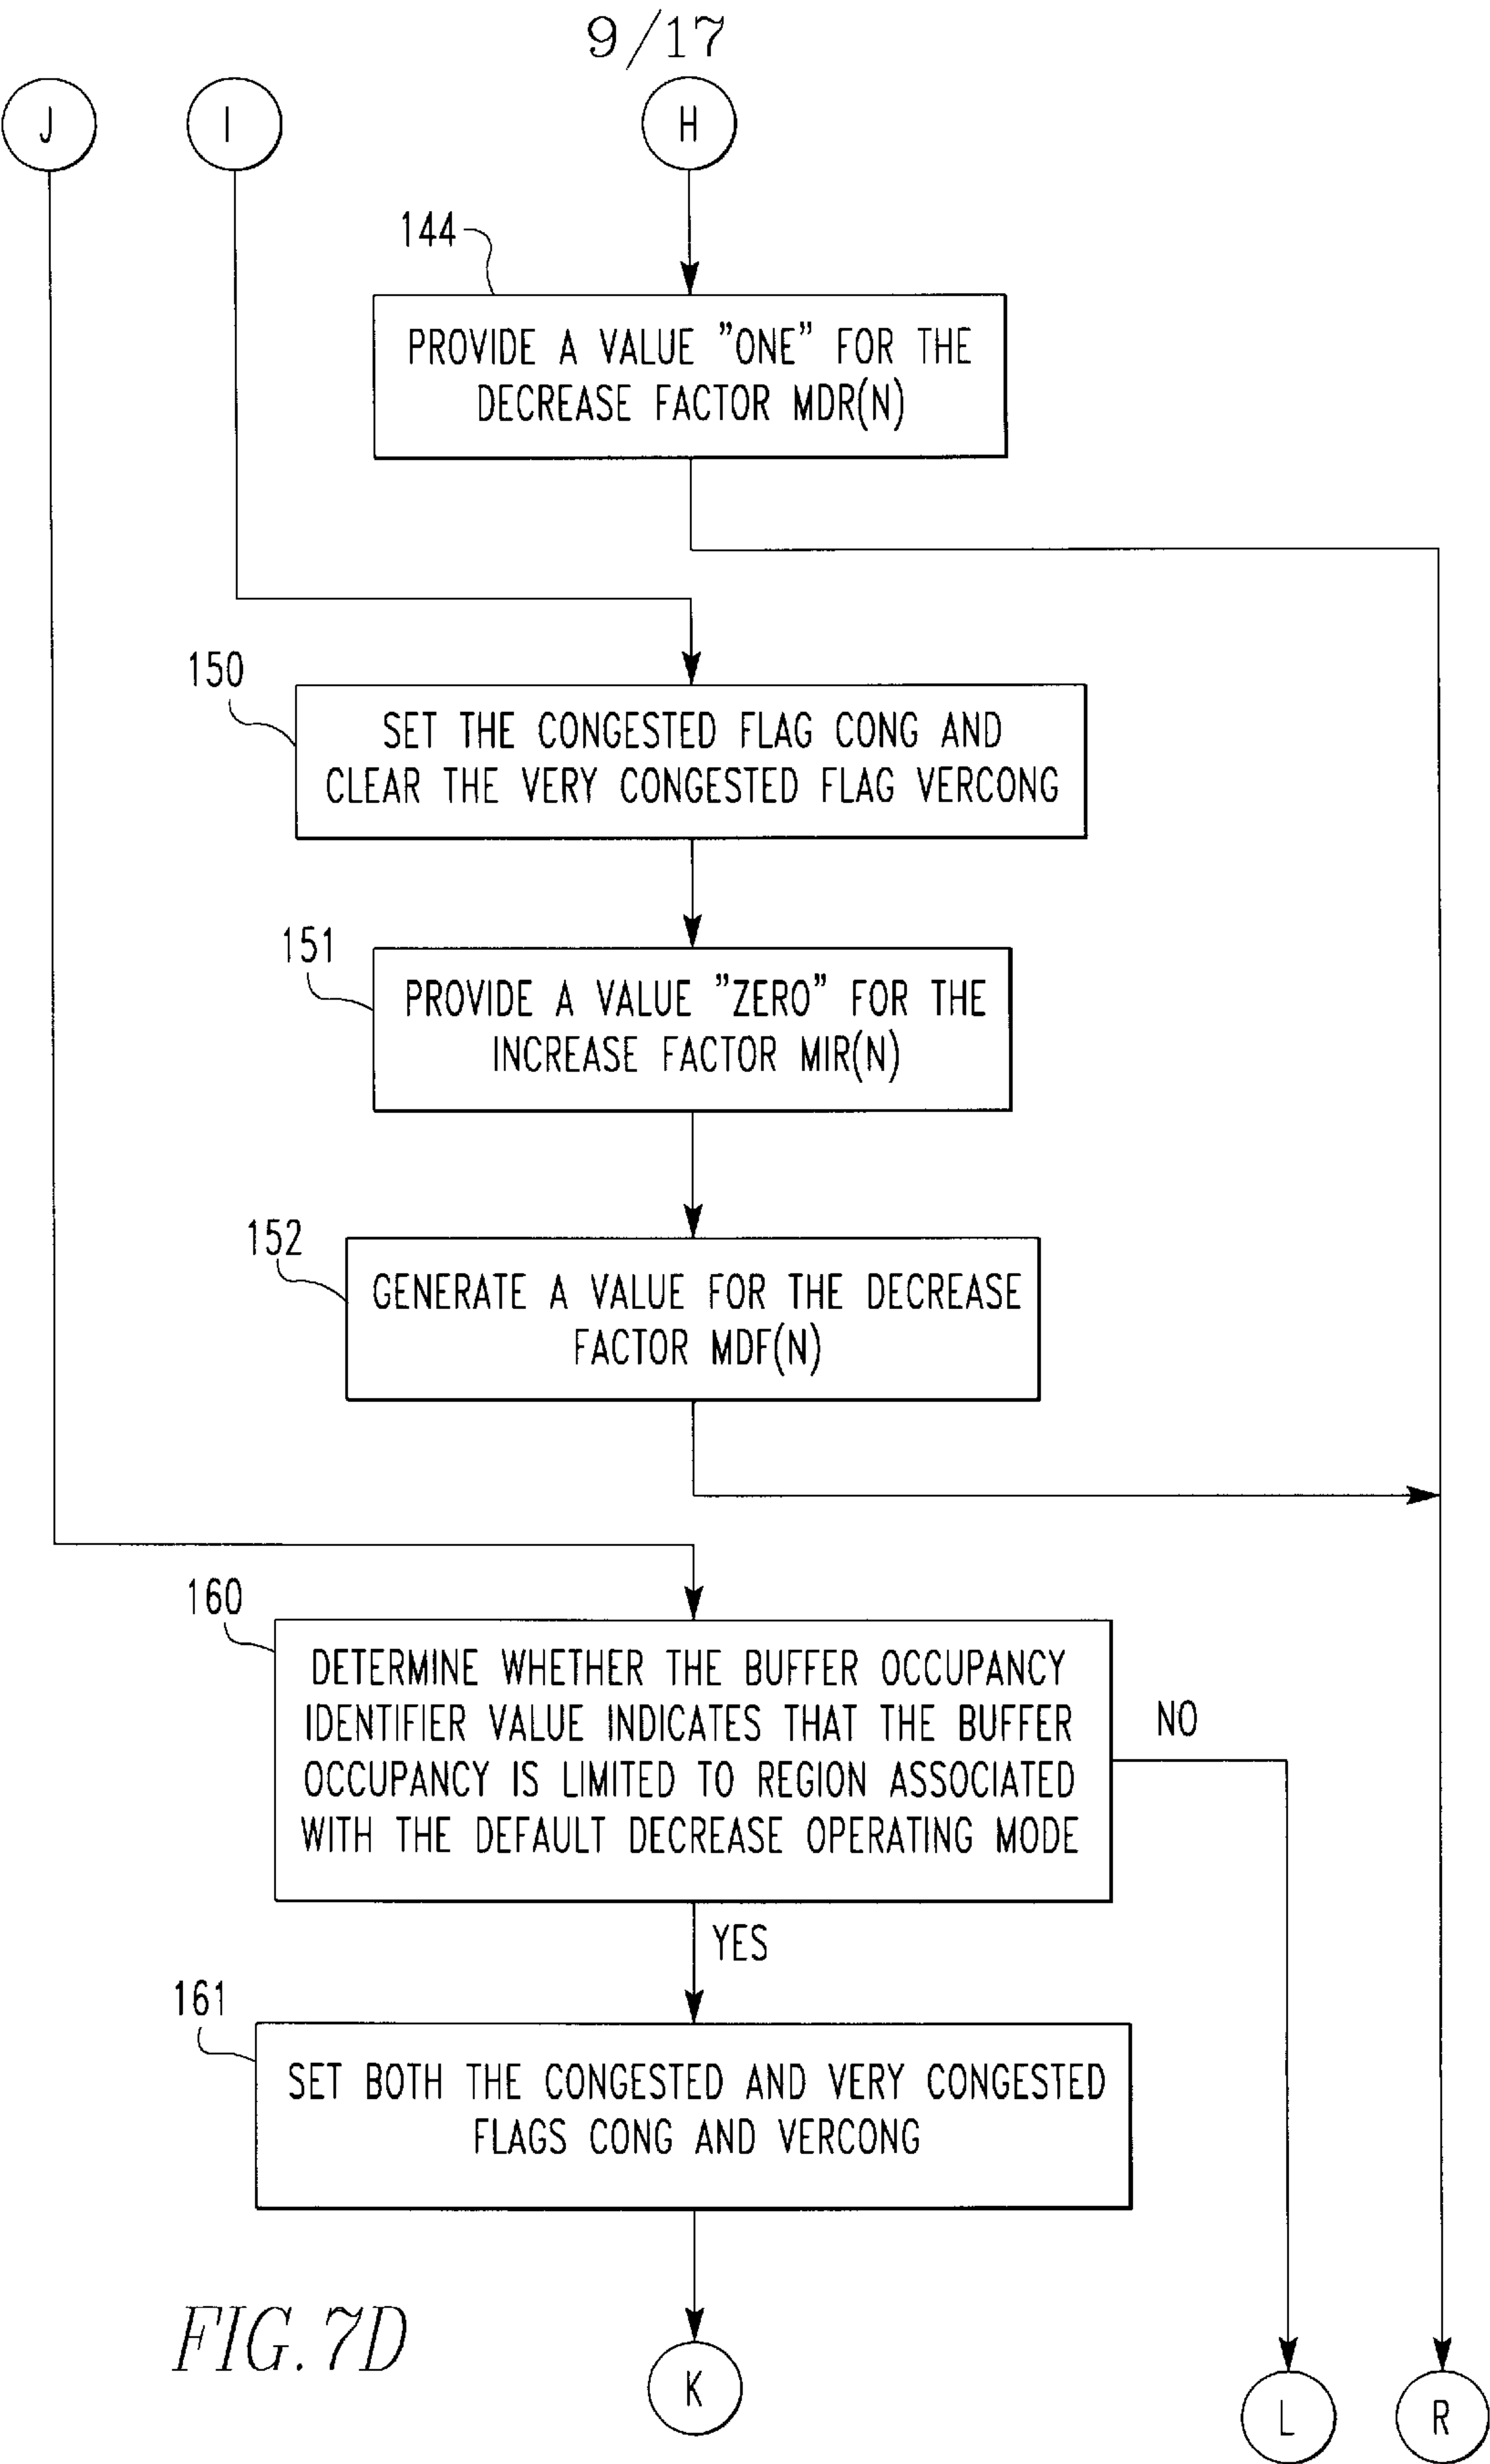 9/17
J
I
H
144
PROVIDE A VALUE "ONE" FOR THE
DECREASE FACTOR MDR(N)
150
SET THE CONGESTED FLAG CONG AND
CLEAR THE VERY CONGESTED FLAG VERCONG
151
PROVIDE A VALUE "ZERO" FOR THE
INCREASE FACTOR MIR(N)
152
GENERATE A VALUE FOR THE DECREASE
FACTOR MDF(N)
160
DETERMINE WHETHER THE BUFFER OCCUPANCY
IDENTIFIER VALUE INDICATES THAT THE BUFFER
OCCUPANCY IS LIMITED TO REGION ASSOCIATED
WITH THE DEFAULT DECREASE OPERATING MODE
NO
YES
161
SET BOTH THE CONGESTED AND VERY CONGESTED
FLAGS CONG AND VERCONG
FIG. 7D
K
L
R